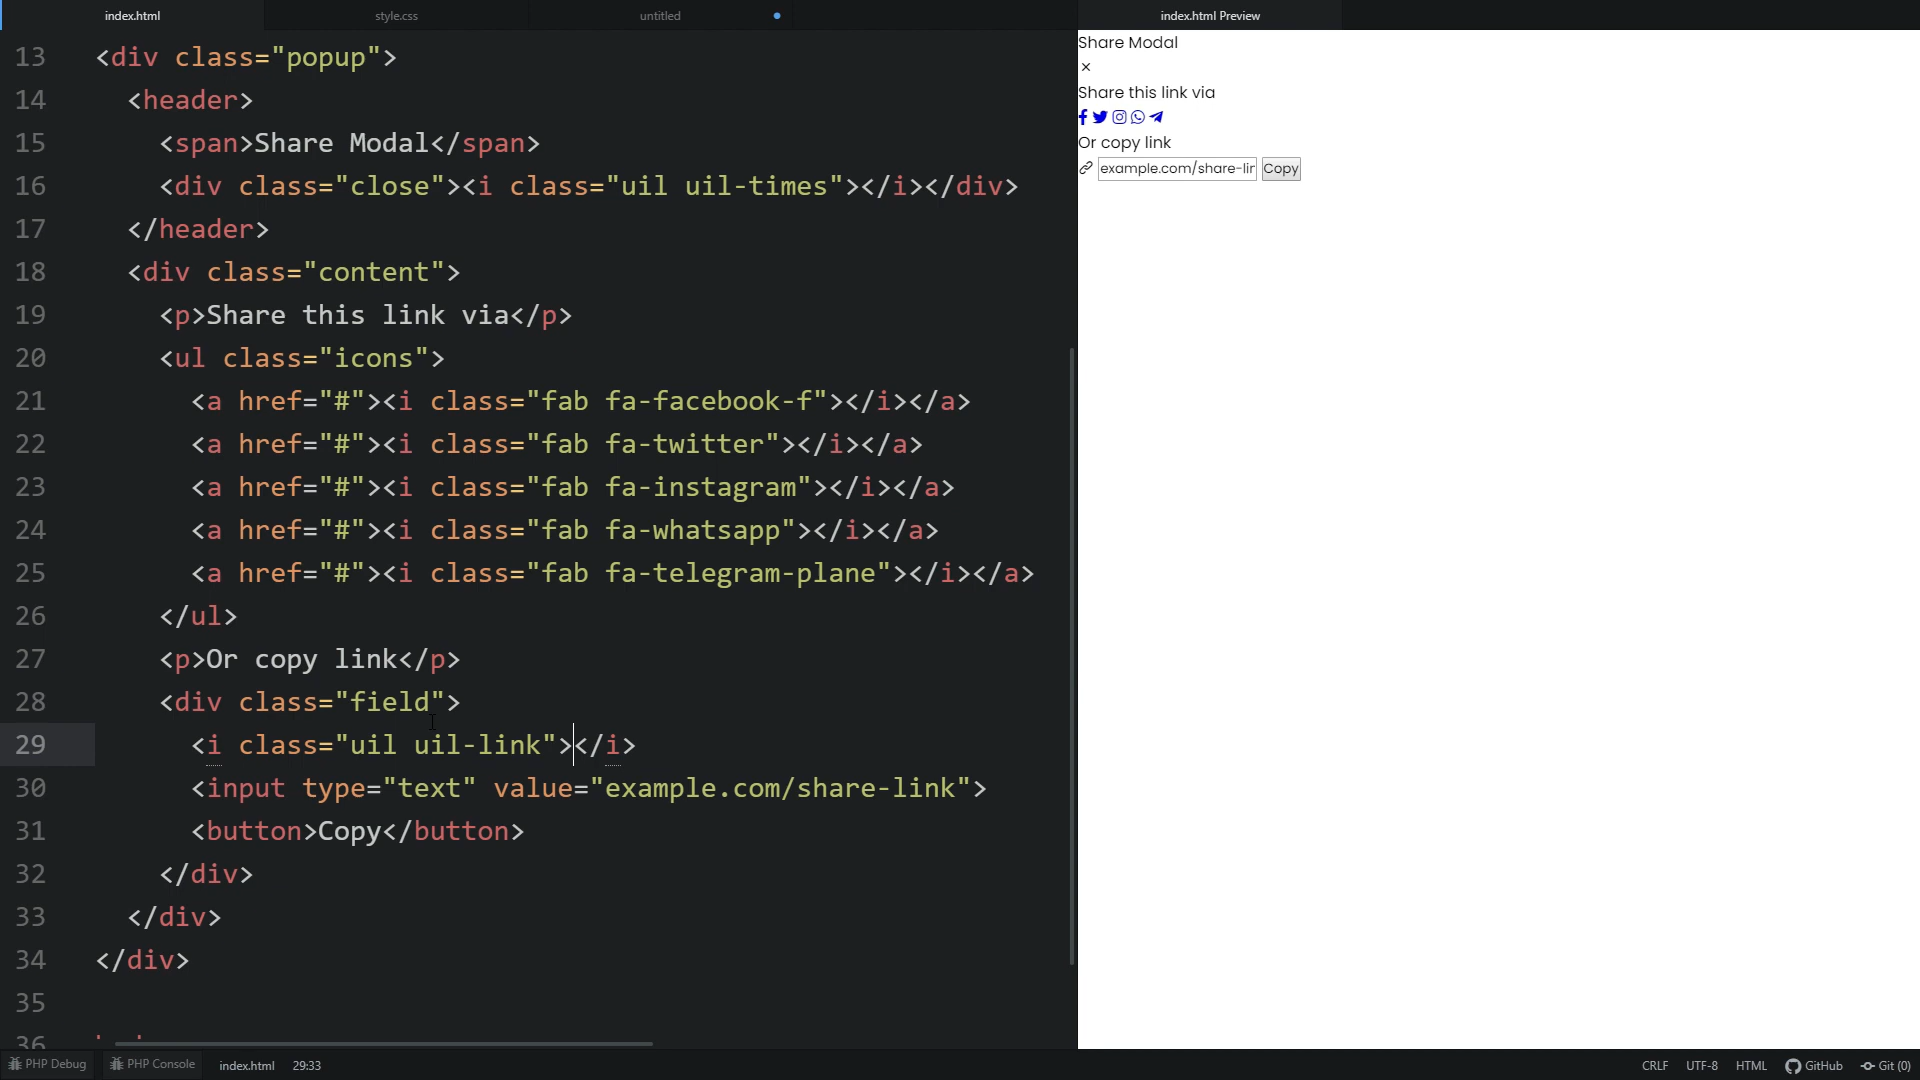 index.html
style.css
untitled
index.html Preview
13 <div class="popup">
14 <header>
15 <span>Share Modal</span>
16 <div class="close"><i class="uil uil-times"></i></div>
17 </header>
18 <div class="content">
19 <p>Share this link via</p>
20 <ul class="icons">
21 <a href="#"><i class="fab fa-facebook-f"></i></a>
22 <a href="#"><i class="fab fa-twitter"></i></a>
23 <a href="#"><i class="fab fa-instagram"></i></a>
24 <a href="#"><i class="fab fa-whatsapp"></i></a>
25 <a href="#"><i class="fab fa-telegram-plane"></i></a>
26 </ul>
27 <p>Or copy link</p>
28 <div class="field">
29 <i class="uil uil-link"></i>
30 <input type="text" value="example.com/share-link">
31 <button>Copy</button>
32 </div>
33 </div>
34 </div>
35
36
Share Modal
×
Share this link via
Or copy link
example.com/share-lin Copy
PHP Debug
PHP Console
index.html
29:33
CRLF
UTF-8
HTML
GitHub
Git (0)